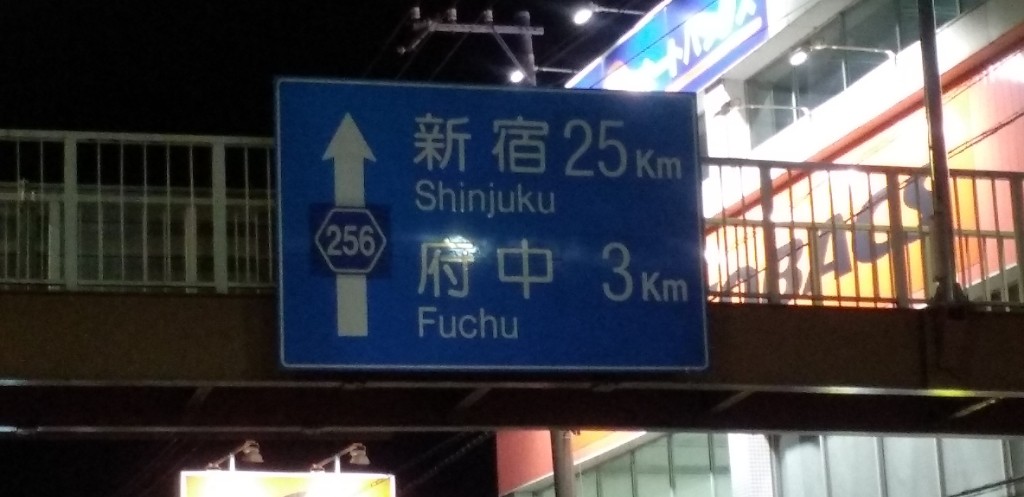 新宿 25Km
Shinjuku
256
府中 3Km
Fuchu